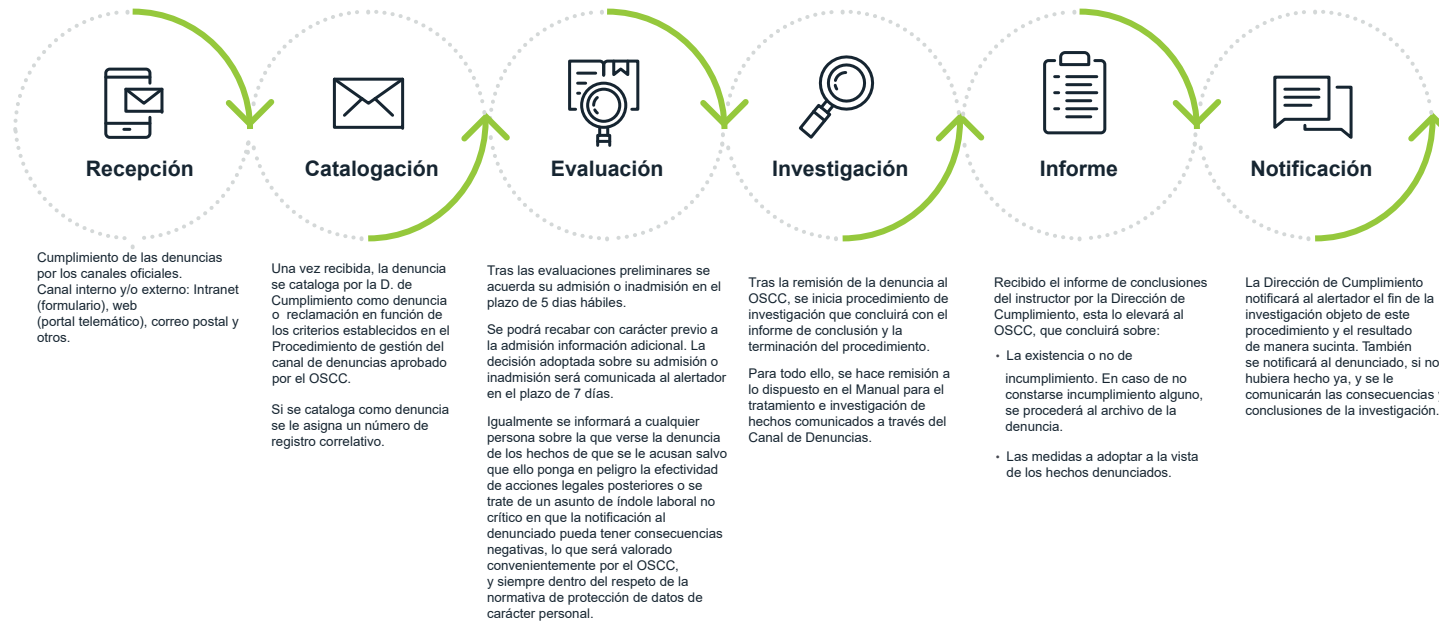 Recepción
Cumplimiento de las denuncias
por los canales oficiales.
Canal interno y/o externo: Intranet
(formulario), web
(portal telemático), correo postal y
otros.
Catalogación
Una vez recibida, la denuncia
se cataloga por la D. de
Cumplimiento como denuncia
o reclamación en función de
los criterios establecidos en el
Procedimiento de gestión del
canal de denuncias aprobado
por el OSCC.
Si se cataloga como denuncia
se le asigna un número de
registro correlativo.
Evaluación
Tras las evaluaciones preliminares se
acuerda su admisión o inadmisión en el
plazo de 5 dias hábiles.
Se podrá recabar con carácter previo a
la admisión información adicional. La
decisión adoptada sobre su admisión o
inadmisión será comunicada al alertador
en el plazo de 7 días.
Igualmente se informará a cualquier
persona sobre la que verse la denuncia
de los hechos de que se le acusan salvo
que ello ponga en peligro la efectividad
de acciones legales posteriores o se
trate de un asunto de índole laboral no
crítico en que la notificación al
denunciado pueda tener consecuencias
negativas, lo que será valorado
convenientemente por el OSCC,
y siempre dentro del respeto de la
normativa de protección de datos de
carácter personal.
Investigación
Tras la remisión de la denuncia al
OSCC, se inicia procedimiento de
investigación que concluirá con el
informe de conclusión y la
terminación del procedimiento.
Para todo ello, se hace remisión a
lo dispuesto en el Manual para el
tratamiento e investigación de
hechos comunicados a través del
Canal de Denuncias.
Informe
Recibido el informe de conclusiones
del instructor por la Dirección de
Cumplimiento, esta lo elevará al
OSCC, que concluirá sobre:
• La existencia o no de
incumplimiento. En caso de no
constarse incumplimiento alguno,
se procederá al archivo de la
denuncia.
• Las medidas a adoptar a la vista
de los hechos denunciados.
Notificación
La Dirección de Cumplimiento
notificará al alertador el fin de la
investigación objeto de este
procedimiento y el resultado
de manera sucinta. También
se notificará al denunciado, si no
hubiera hecho ya, y se le
comunicarán las consecuencias
conclusiones de la investigación.